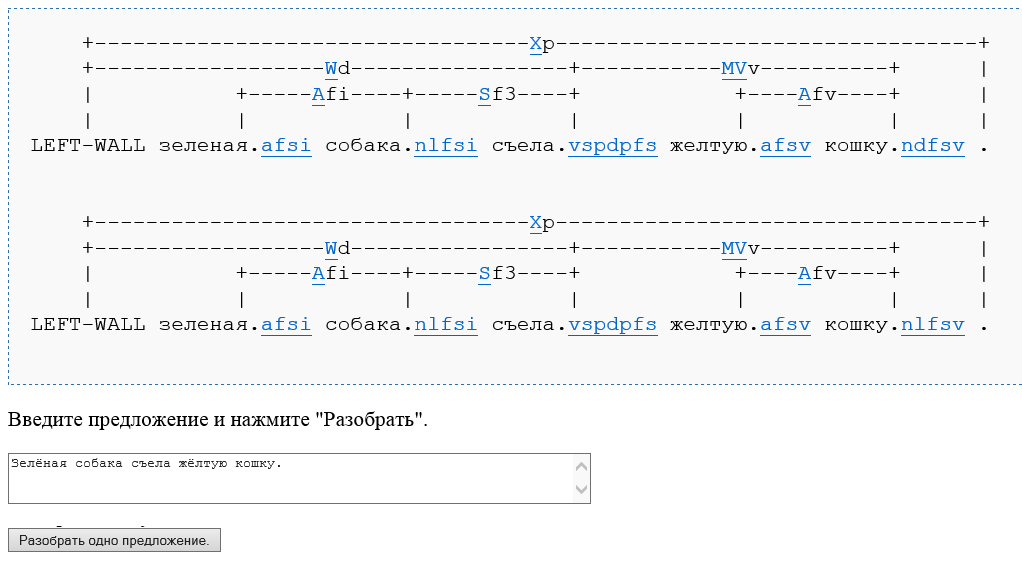 +----------------------------------Xp---------------------------------+
+------------------Wd-----------------+-----------MVv----------+ |
| +-----Afi----+-----Sf3----+ +----Afv----+ |
| | | | | | |
LEFT-WALL зеленая.afsi собака.nlfsi съела.vspdpfs желтую.afsv кошку.ndfsv .
+----------------------------------Xp---------------------------------+
+------------------Wd-----------------+-----------MVv----------+ |
| +-----Afi----+-----Sf3----+ +----Afv----+ |
| | | | | | |
LEFT-WALL зеленая.afsi собака.nlfsi съела.vspdpfs желтую.afsv кошку.nlfsv .
Введите предложение и нажмите "Разобрать".
Зелёная собака съела жёлтую кошку.
Разобрать одно предложение.